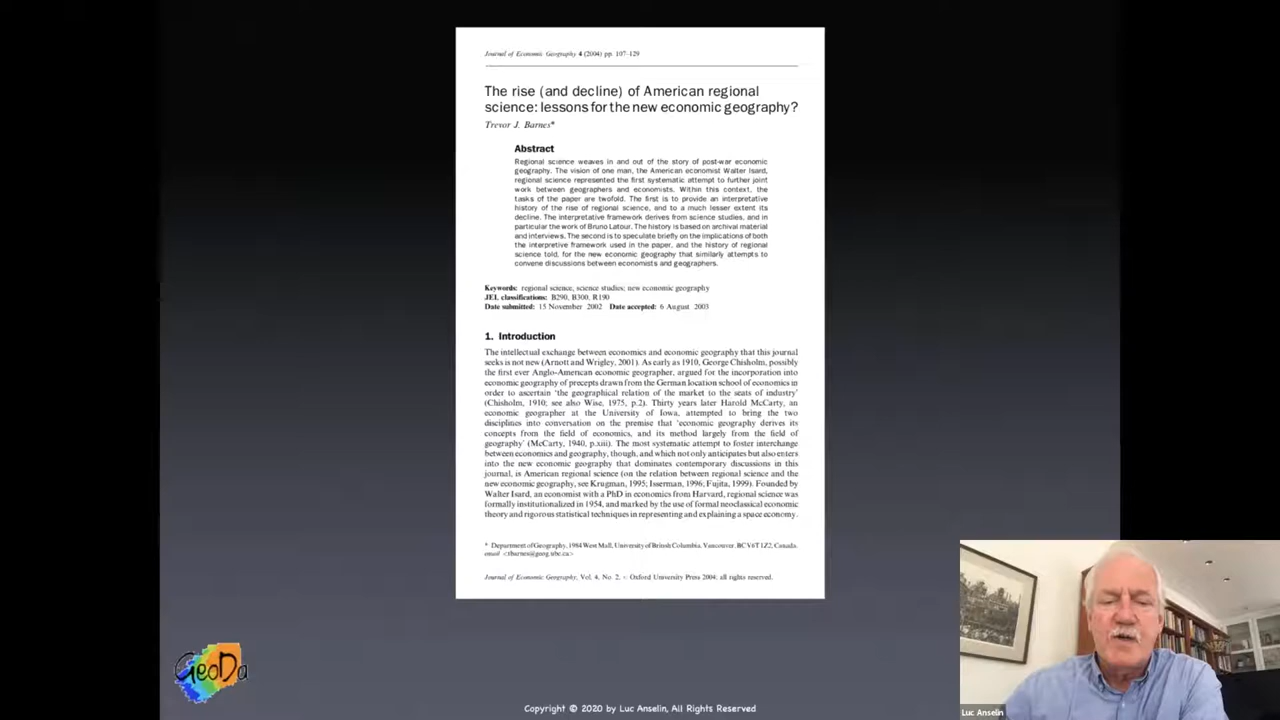 Journal of Economic Geography 4 (2004) pp. 107–129
The rise (and decline) of American regional
science: lessons for the new economic geography?
Trevor J. Barnes*
Abstract
Regional science weaves in and out of the story of post-war economic
geography. The vision of one man, the American economist Walter Isard,
regional science represented the first systematic attempt to further joint
work between geographers and economists. Within this context, the
tasks of the paper are twofold. The first is to provide an interpretative
history of the rise of regional science, and to a much lesser extent its
decline. The interpretative framework derives from science studies, and in
particular the work of Bruno Latour. The history is based on archival material
and interviews. The second is to speculate briefly on the implications of both
the interpretive framework used in the paper, and the history of regional
science told, for the new economic geography that similarly attempts to
convene discussions between economists and geographers.
Keywords: regional science, science studies; new economic geography
JEL classifications: B290, B300, R190
Date submitted: 15 November 2002 Date accepted: 6 August 2003
1. Introduction
The intellectual exchange between economics and economic geography that this journal
seeks is not new (Arnott and Wrigley, 2001). As early as 1910, George Chisholm, possibly
the first ever Anglo-American economic geographer, argued for the incorporation into
economic geography of precepts drawn from the German location school of economics in
order to ascertain ‘the geographical relation of the market to the seats of industry’
(Chisholm, 1910; see also Wise, 1975, p.2). Thirty years later Harold McCarty, an
economic geographer at the University of Iowa, attempted to bring the two
disciplines into conversation on the premise that ‘economic geography derives its
concepts from the field of economics, and its method largely from the field of
geography’ (McCarty, 1940, p.xiii). The most systematic attempt to foster interchange
between economics and geography, though, and which not only anticipates but also enters
into the new economic geography that dominates contemporary discussions in this
journal, is American regional science (on the relation between regional science and the
new economic geography, see Krugman, 1995; Isserman, 1996; Fujita, 1999). Founded by
Walter Isard, an economist with a PhD in economics from Harvard, regional science was
formally institutionalized in 1954, and marked by the use of formal neoclassical economic
theory and rigorous statistical techniques in representing and explaining a space economy.
* Department of Geography, 1984 West Mall, University of British Columbia, Vancouver, BC V6T 1Z2, Canada.
email <tbarnes@geog.ubc.ca>
Journal of Economic Geography, Vol. 4, No. 2, © Oxford University Press 2004; all rights reserved.
GeoDa
Copyright © 2020 by Luc Anselin, All Rights Reserved
Luc Anselin